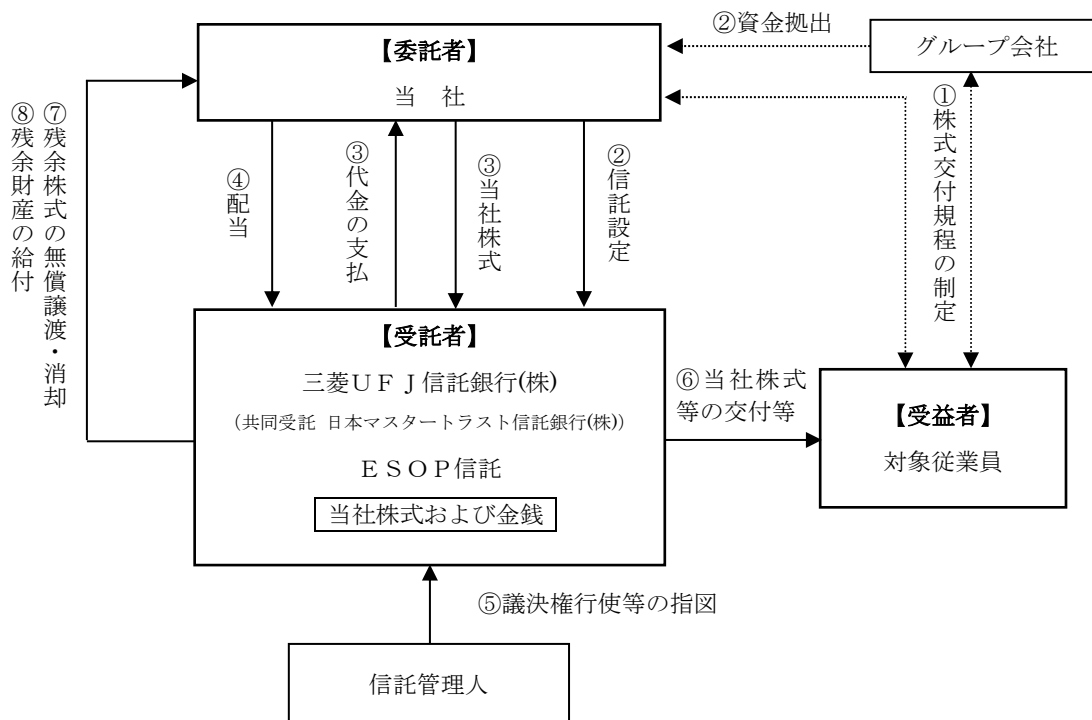 ②資金拠出
グループ会社
【委託者】
当 社
①株式交付規程の制定
⑧残余財産の給付
⑦残余株式の無償譲渡・消却
④配当
③代金の支払
③当社株式
②信託設定
【受託者】
三菱UFJ信託銀行(株)
(共同受託 日本マスタートラスト信託銀行(株))
ESOP信託
当社株式および金銭
⑥当社株式
等の交付等
【受益者】
対象従業員
⑤議決権行使等の指図
信託管理人